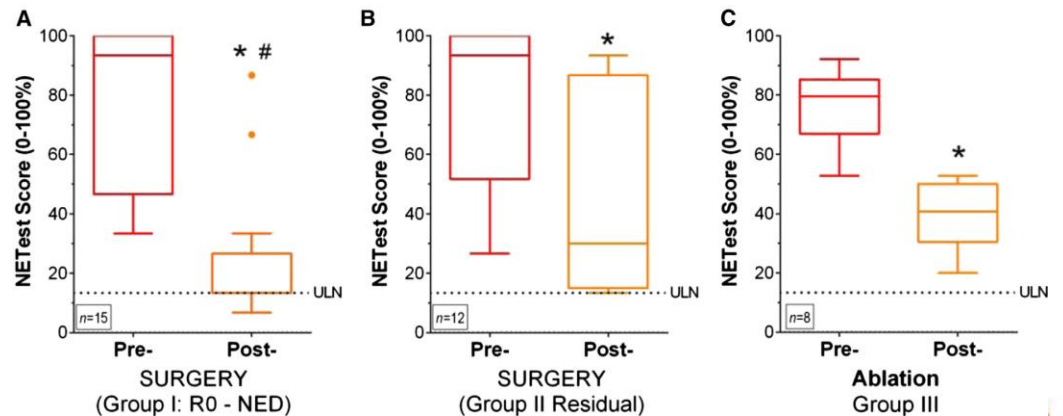 A
NETest Score (0-100%)
100
80
60
40
20
0
* #
ULN
n=15
Pre-
Post-
SURGERY
(Group I: R0 - NED)
B
NETest Score (0-100%)
100
80
60
40
20
0
*
ULN
n=12
Pre-
Post-
SURGERY
(Group II Residual)
C
NETest Score (0-100%)
100
80
60
40
20
0
*
ULN
n=8
Pre-
Post-
Ablation
Group III